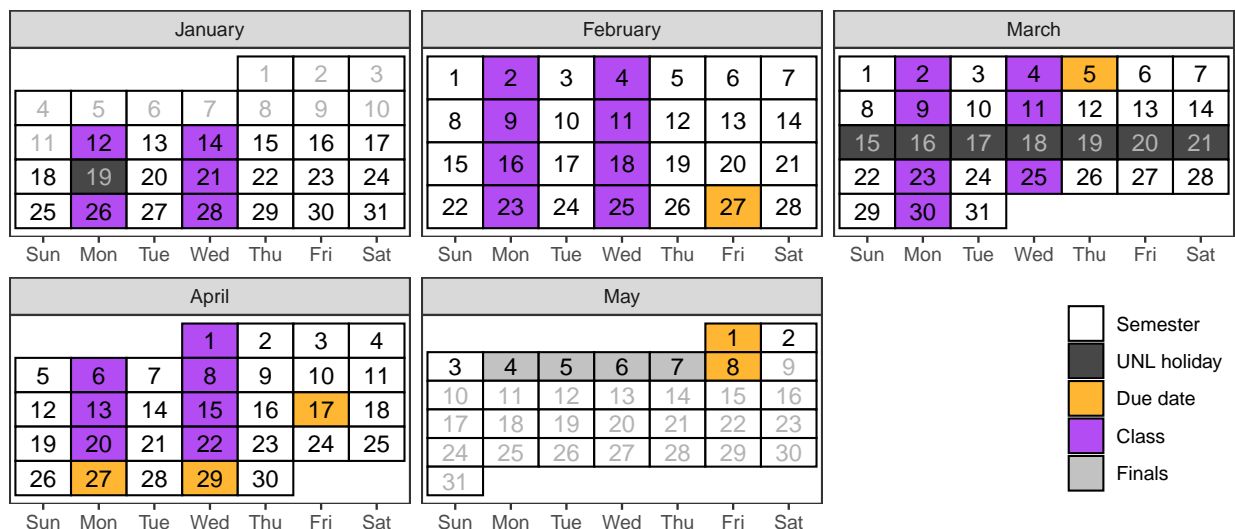 January February March
1 2 3
4 5 6 7 8 9 10
11 12 13 14 15 16 17
18 19 20 21 22 23 24
25 26 27 28 29 30 31
Sun Mon Tue Wed Thu Fri Sat
1 2 3 4 5 6 7
8 9 10 11 12 13 14
15 16 17 18 19 20 21
22 23 24 25 26 27 28
Sun Mon Tue Wed Thu Fri Sat
1 2 3 4 5 6 7
8 9 10 11 12 13 14
15 16 17 18 19 20 21
22 23 24 25 26 27 28
29 30 31
Sun Mon Tue Wed Thu Fri Sat
April May
1 2 3 4
5 6 7 8 9 10 11
12 13 14 15 16 17 18
19 20 21 22 23 24 25
26 27 28 29 30
Sun Mon Tue Wed Thu Fri Sat
1 2
3 4 5 6 7 8 9
10 11 12 13 14 15 16
17 18 19 20 21 22 23
24 25 26 27 28 29 30
31
Sun Mon Tue Wed Thu Fri Sat
Semester
UNL holiday
Due date
Class
Finals